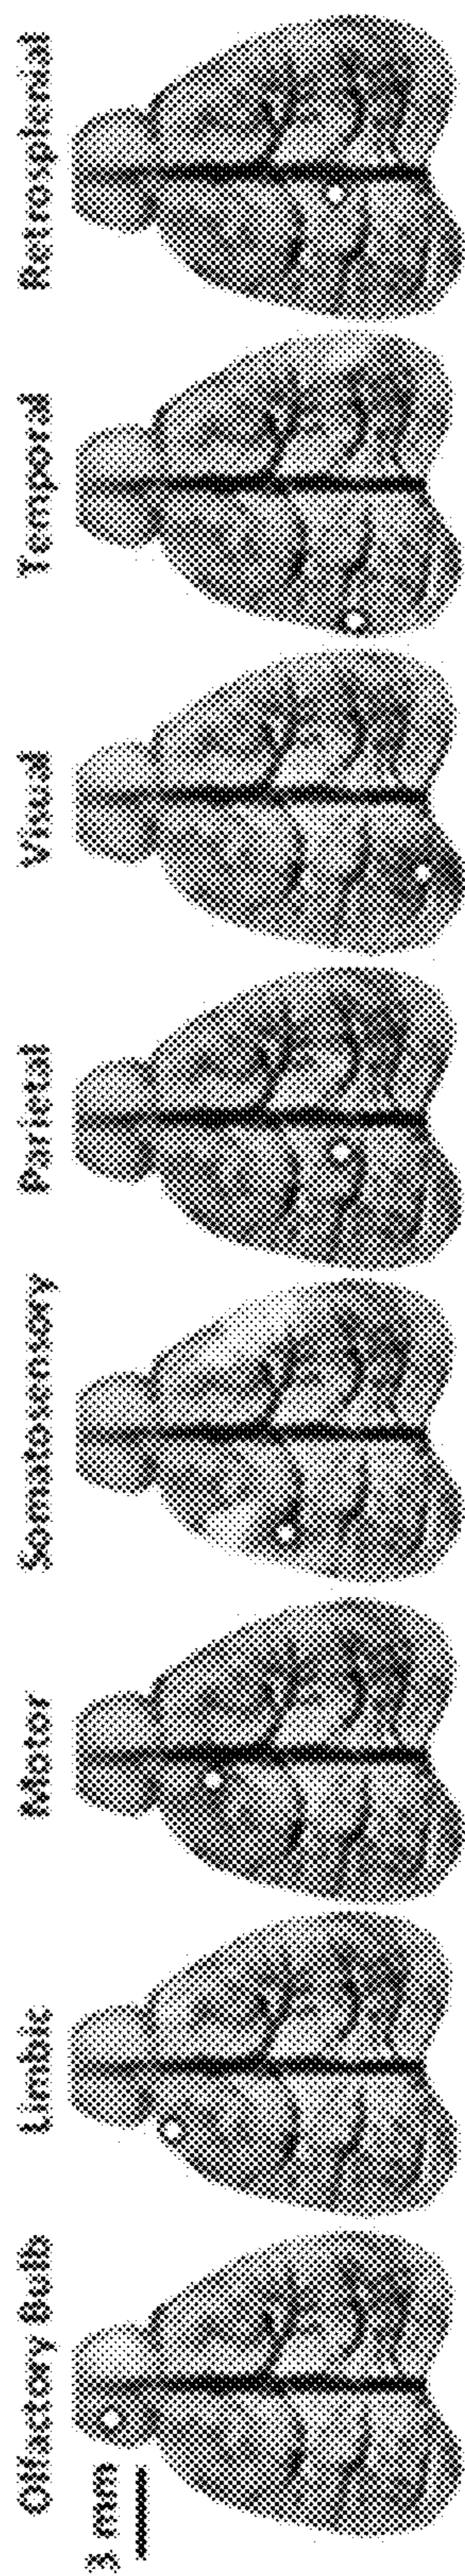 Olfactory Bulb
Limbic
Motor
Somatosensory
Parietal
Visual
Temporal
Retrosplenial
3 mm